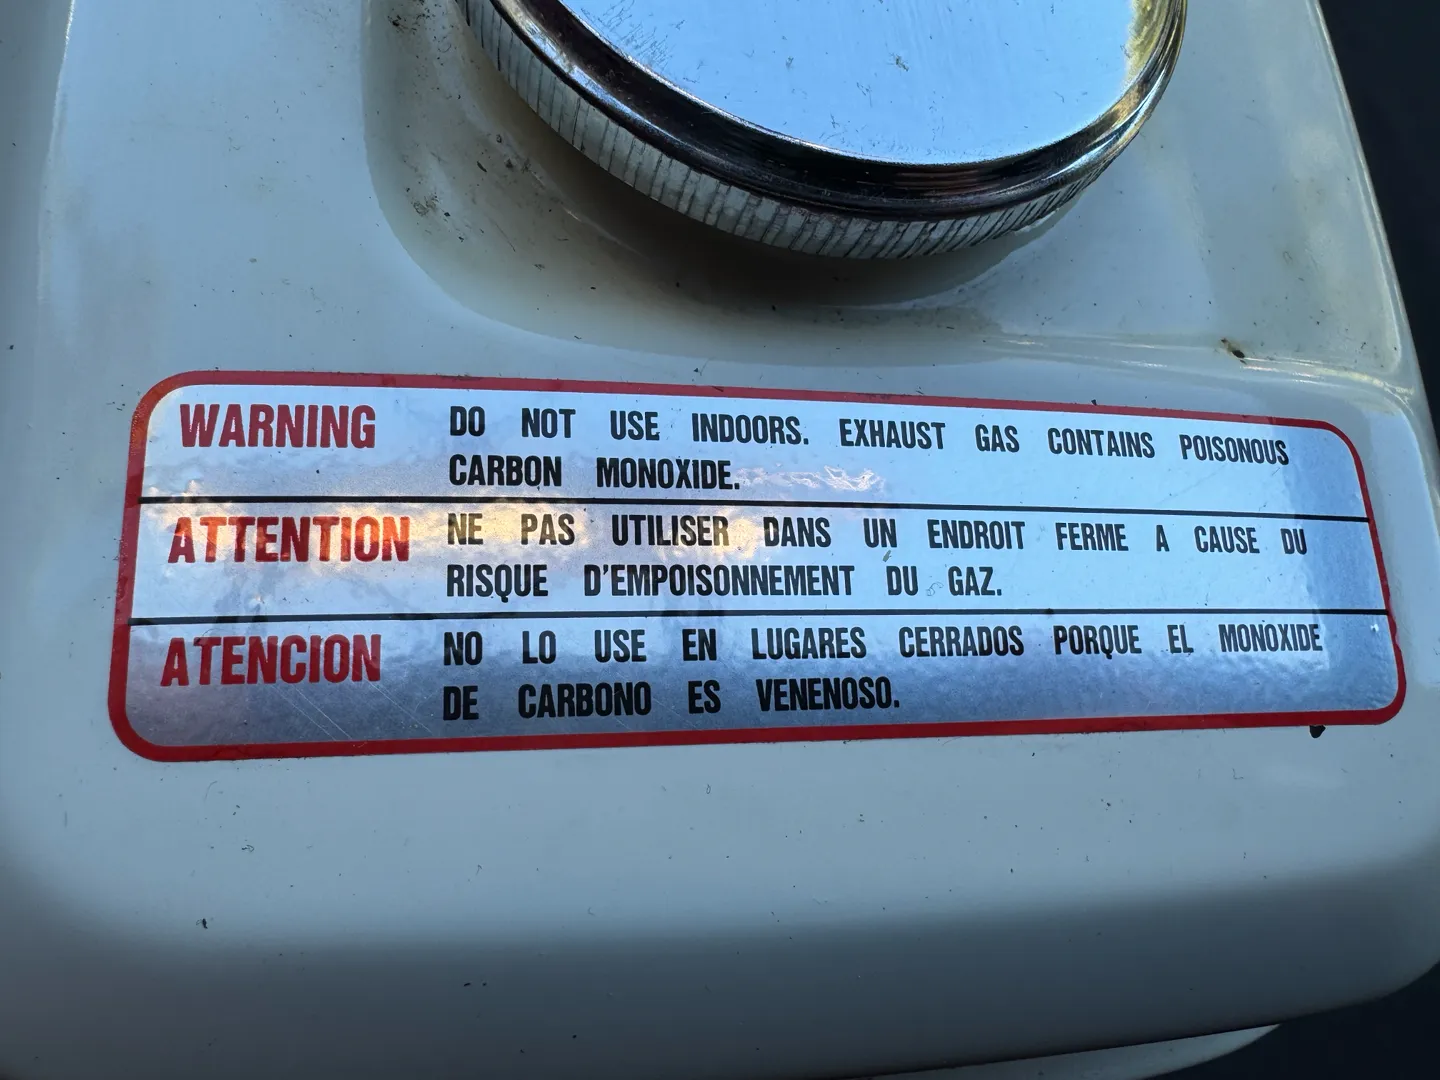 WARNING DO NOT USE INDOORS. EXHAUST GAS CONTAINS POISONOUS
CARBON MONOXIDE.
ATTENTION NE PAS UTILISER DANS UN ENDROIT FERME A CAUSE DU
RISQUE D'EMPOISONNEMENT DU GAZ.
ATENCION NO LO USE EN LUGARES CERRADOS PORQUE EL MONOXIDE
DE CARBONO ES VENENOSO.